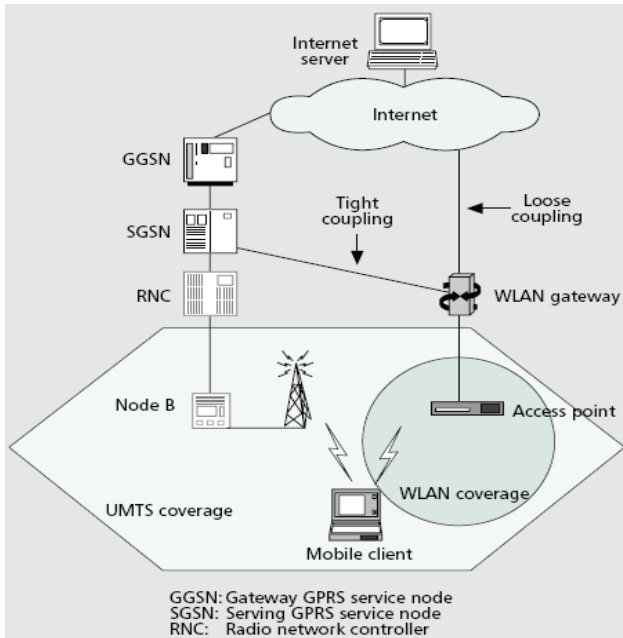 Internet
server
Internet
GGSN
Tight
coupling
Loose
coupling
SGSN
RNC
WLAN gateway
Node B
Access point
WLAN coverage
UMTS coverage
Mobile client
GGSN: Gateway GPRS service node
SGSN: Serving GPRS service node
RNC: Radio network controller